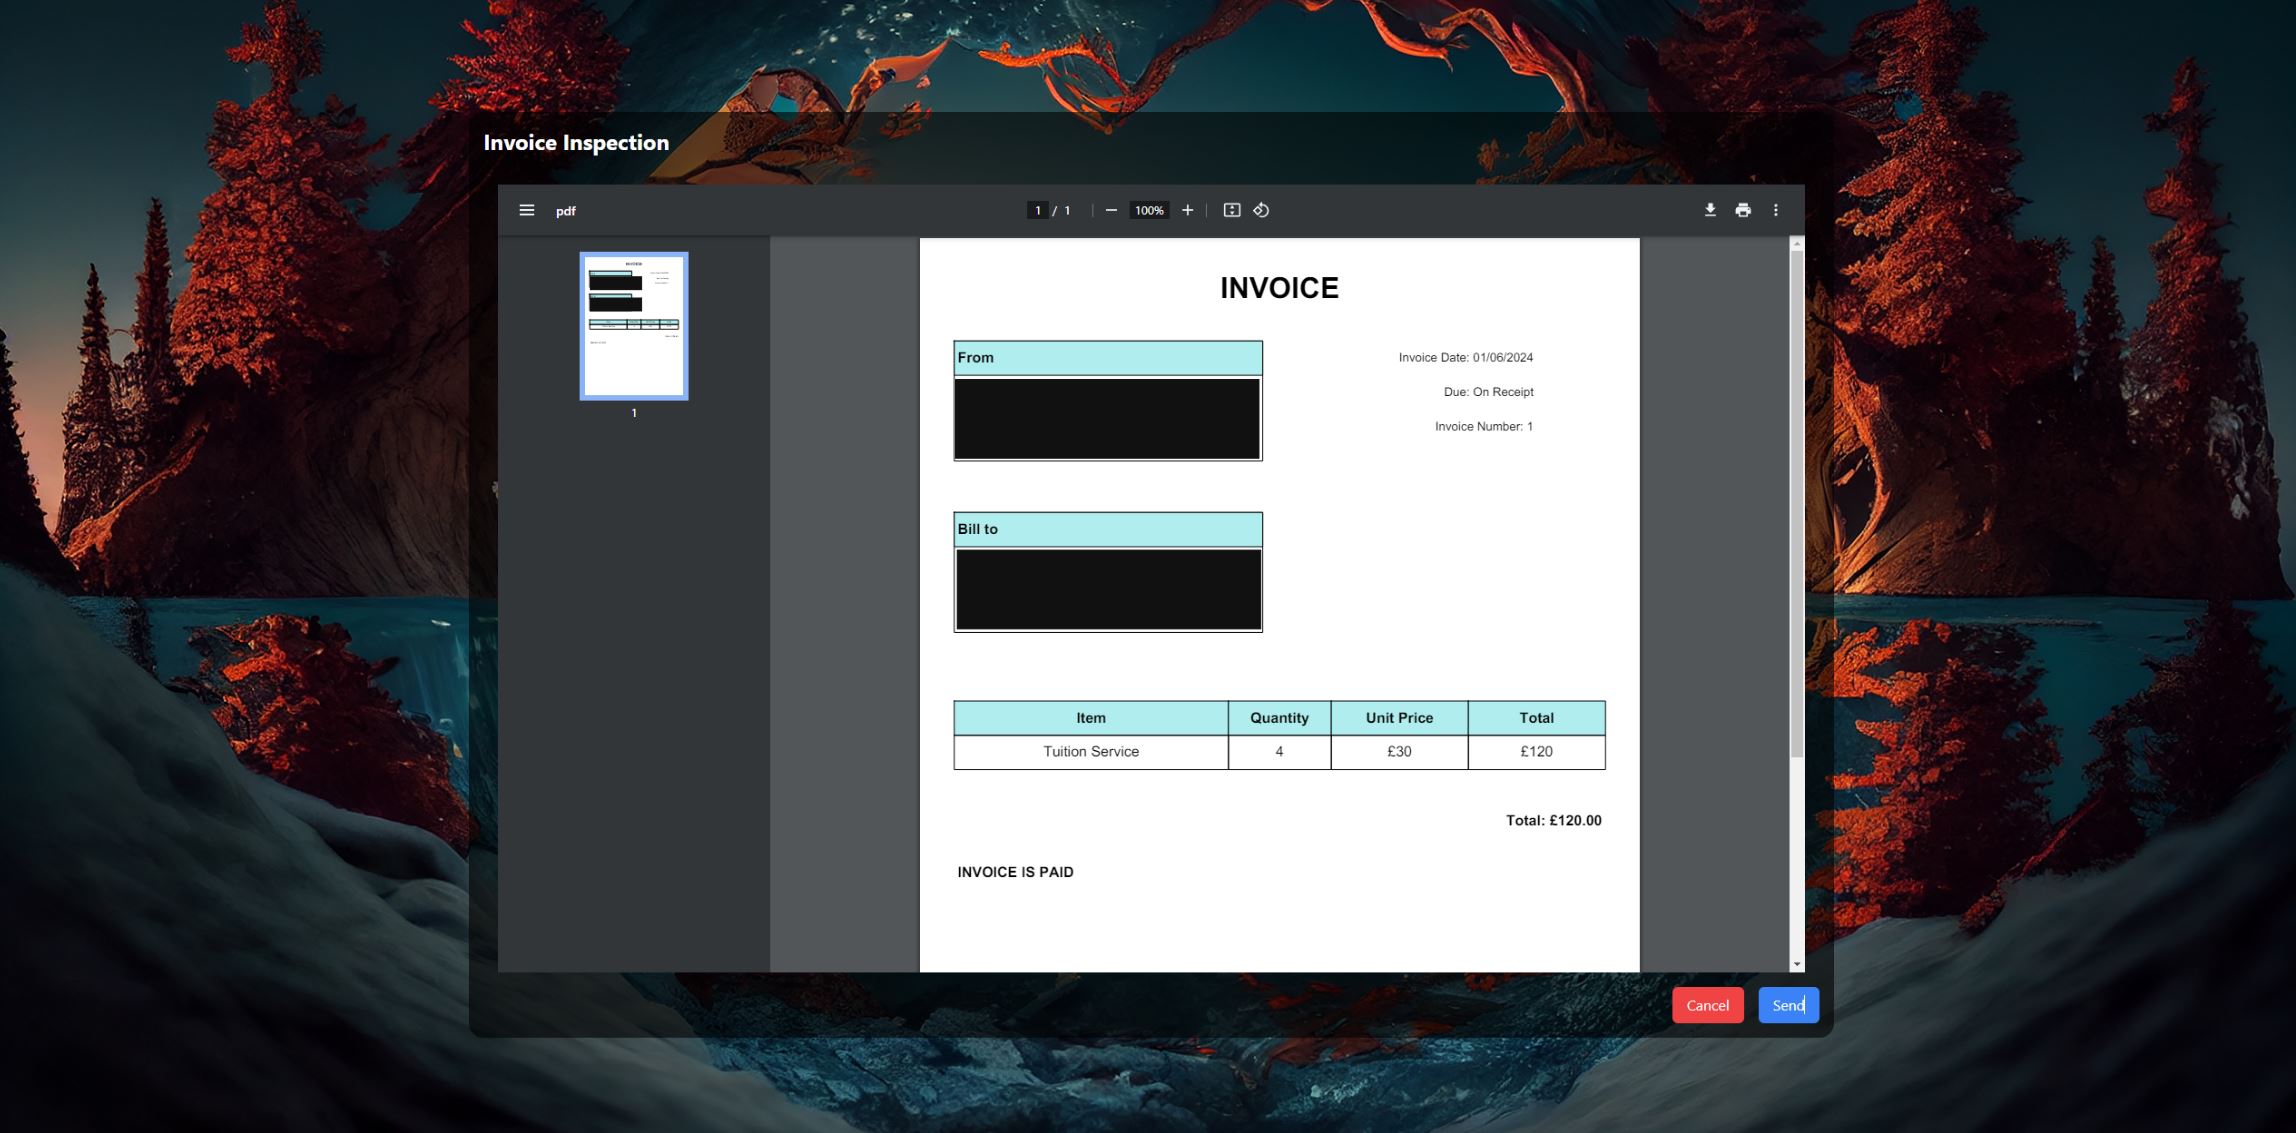 Invoice Inspection
pdf
1 / 1
100%
1
INVOICE
From
Invoice Date: 01/06/2024
Due: On Receipt
Invoice Number: 1
Bill to
Item Quantity Unit Price Total
Tuition Service 4 £30 £120
Total: £120.00
INVOICE IS PAID
Cancel Send